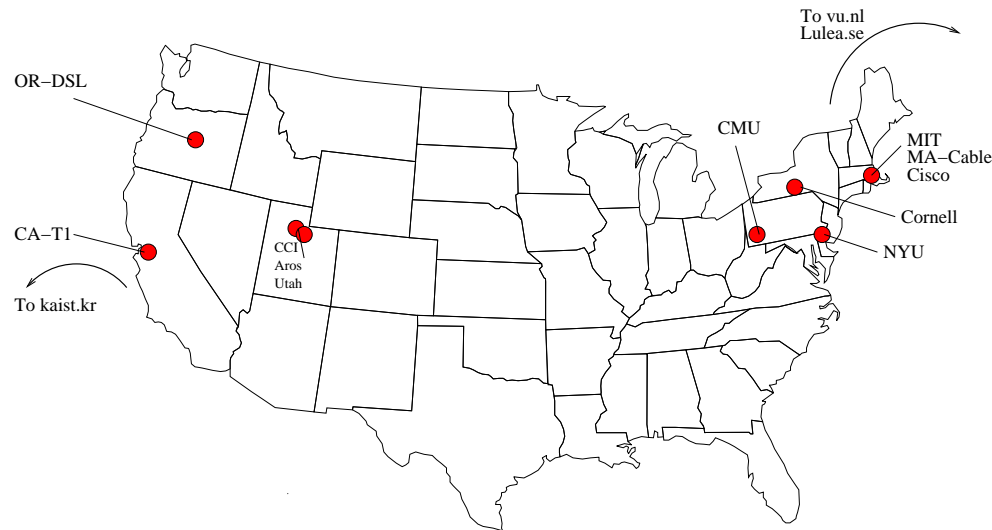 To vu.nl
Lulea.se
OR−DSL
CMU
MIT
MA−Cable
Cisco
Cornell
CA−T1
NYU
CCI
Aros
Utah
To kaist.kr